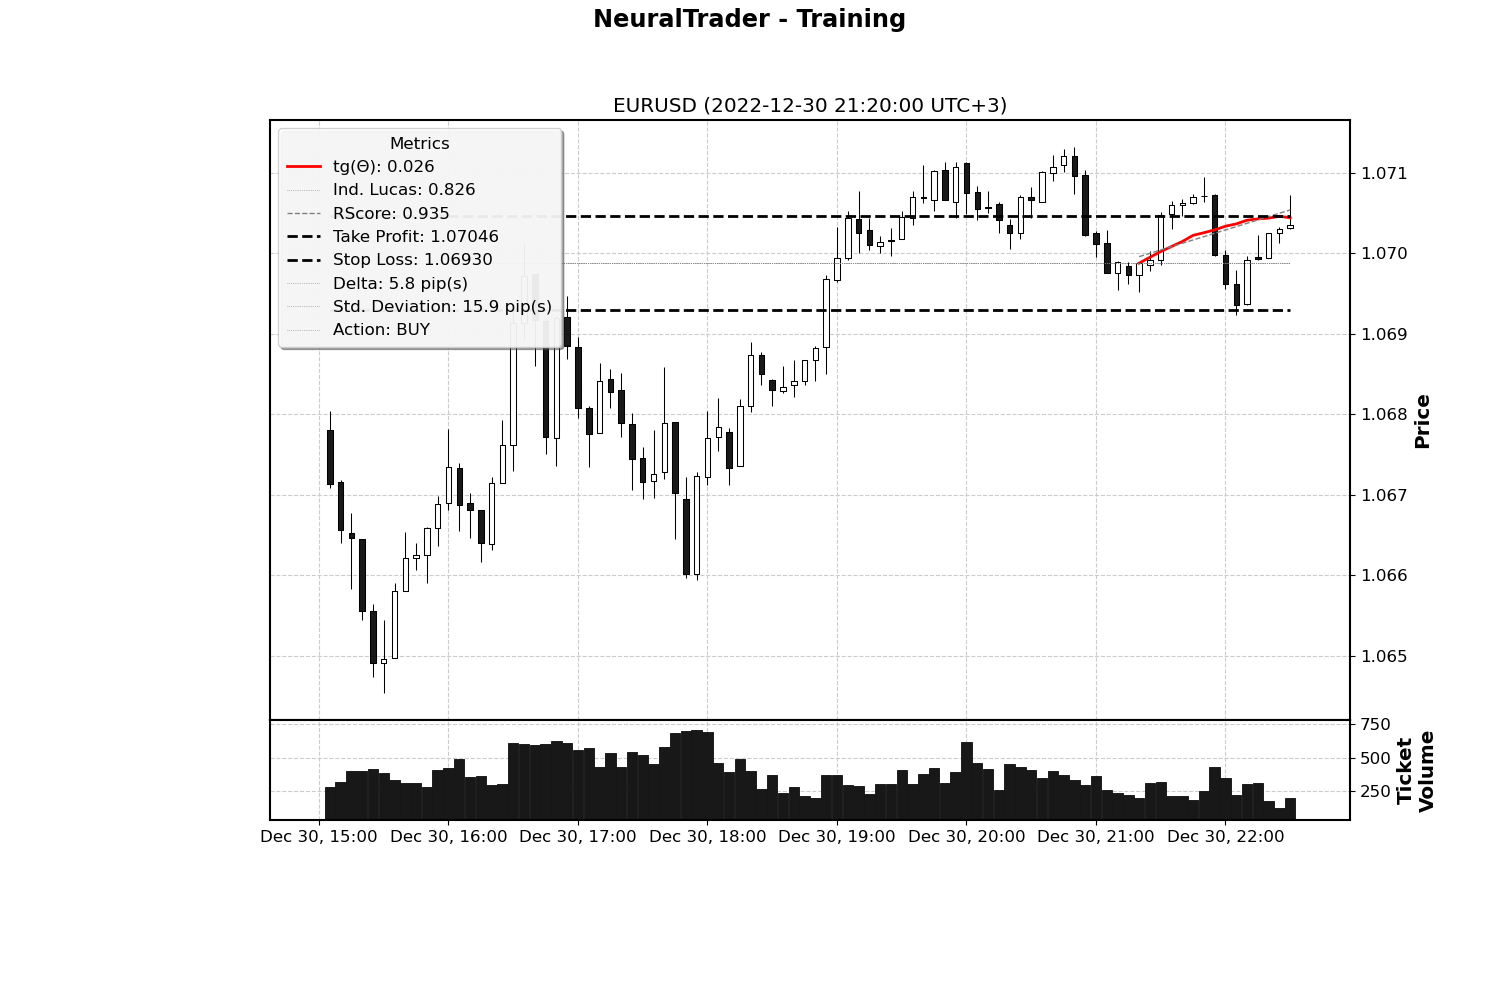 NeuralTrader - Training
EURUSD (2022-12-30 21:20:00 UTC+3)
Metrics
tg(Θ): 0.026
Ind. Lucas: 0.826
RScore: 0.935
Take Profit: 1.07046
Stop Loss: 1.06930
Delta: 5.8 pip(s)
Std. Deviation: 15.9 pip(s)
Action: BUY
1.071
1.070
1.069
1.068
1.067
1.066
1.065
Price
750
500
250
Ticket
Volume
Dec 30, 15:00 Dec 30, 16:00 Dec 30, 17:00 Dec 30, 18:00 Dec 30, 19:00 Dec 30, 20:00 Dec 30, 21:00 Dec 30, 22:00